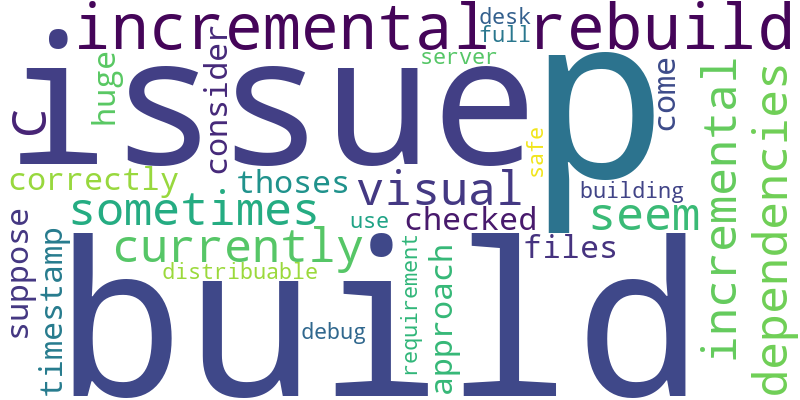 incremental rebuild
desk
full
server
issue
p
huge
consider
c
come
incremental
dependencies
safe
correctly
thoses
visual
building
sometimes
use
checked
seem
currently
files
distribuable
suppose
timestamp
build
debug
requirement
approach